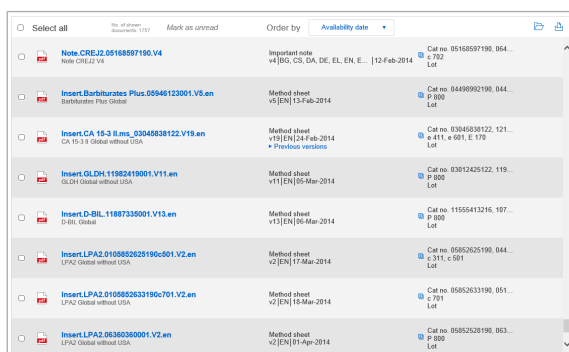 Select all
No. of shown documents: 1757
Mark as unread
Order by
Availability date
pdf
Note.CREJ2.05168597190.V4
Note CREJ2 V4
Important note
v4|BG, CS, DA, DE, EL, EN, E... |12-Feb-2014
Cat no. 05168597190, 064...
c 702
Lot
pdf
Insert.Barbiturates Plus.05946123001.V5.en
Barbiturates Plus Global
Method sheet
v5|EN|13-Feb-2014
Cat no. 04498992190, 044...
P 800
Lot
pdf
Insert.CA 15-3 II.ms_03045838122.V19.en
CA 15-3 II Global without USA
Method sheet
v19|EN|24-Feb-2014
Previous versions
Cat no. 03045838122, 121...
e 411, e 601, E 170
Lot
pdf
Insert.GLDH.11982419001.V11.en
GLDH Global without USA
Method sheet
v11|EN|05-Mar-2014
Cat no. 03012425122, 119...
P 800
Lot
pdf
Insert.D-BIL.11887335001.V13.en
D-BIL Global
Method sheet
v13|EN|06-Mar-2014
Cat no. 11555413216, 107...
P 800
Lot
pdf
Insert.LPA2.0105852625190c501.V2.en
LPA2 Global without USA
Method sheet
v2|EN|17-Mar-2014
Cat no. 05852625190, 044...
c 311, c 501
Lot
pdf
Insert.LPA2.0105852633190c701.V2.en
LPA2 Global without USA
Method sheet
v2|EN|18-Mar-2014
Cat no. 05852633190, 051...
c 701
Lot
pdf
Insert.LPA2.06360360001.V2.en
LPA2 Global without USA
Method sheet
v2|EN|01-Apr-2014
Cat no. 05852528190, 063...
P 800
Lot